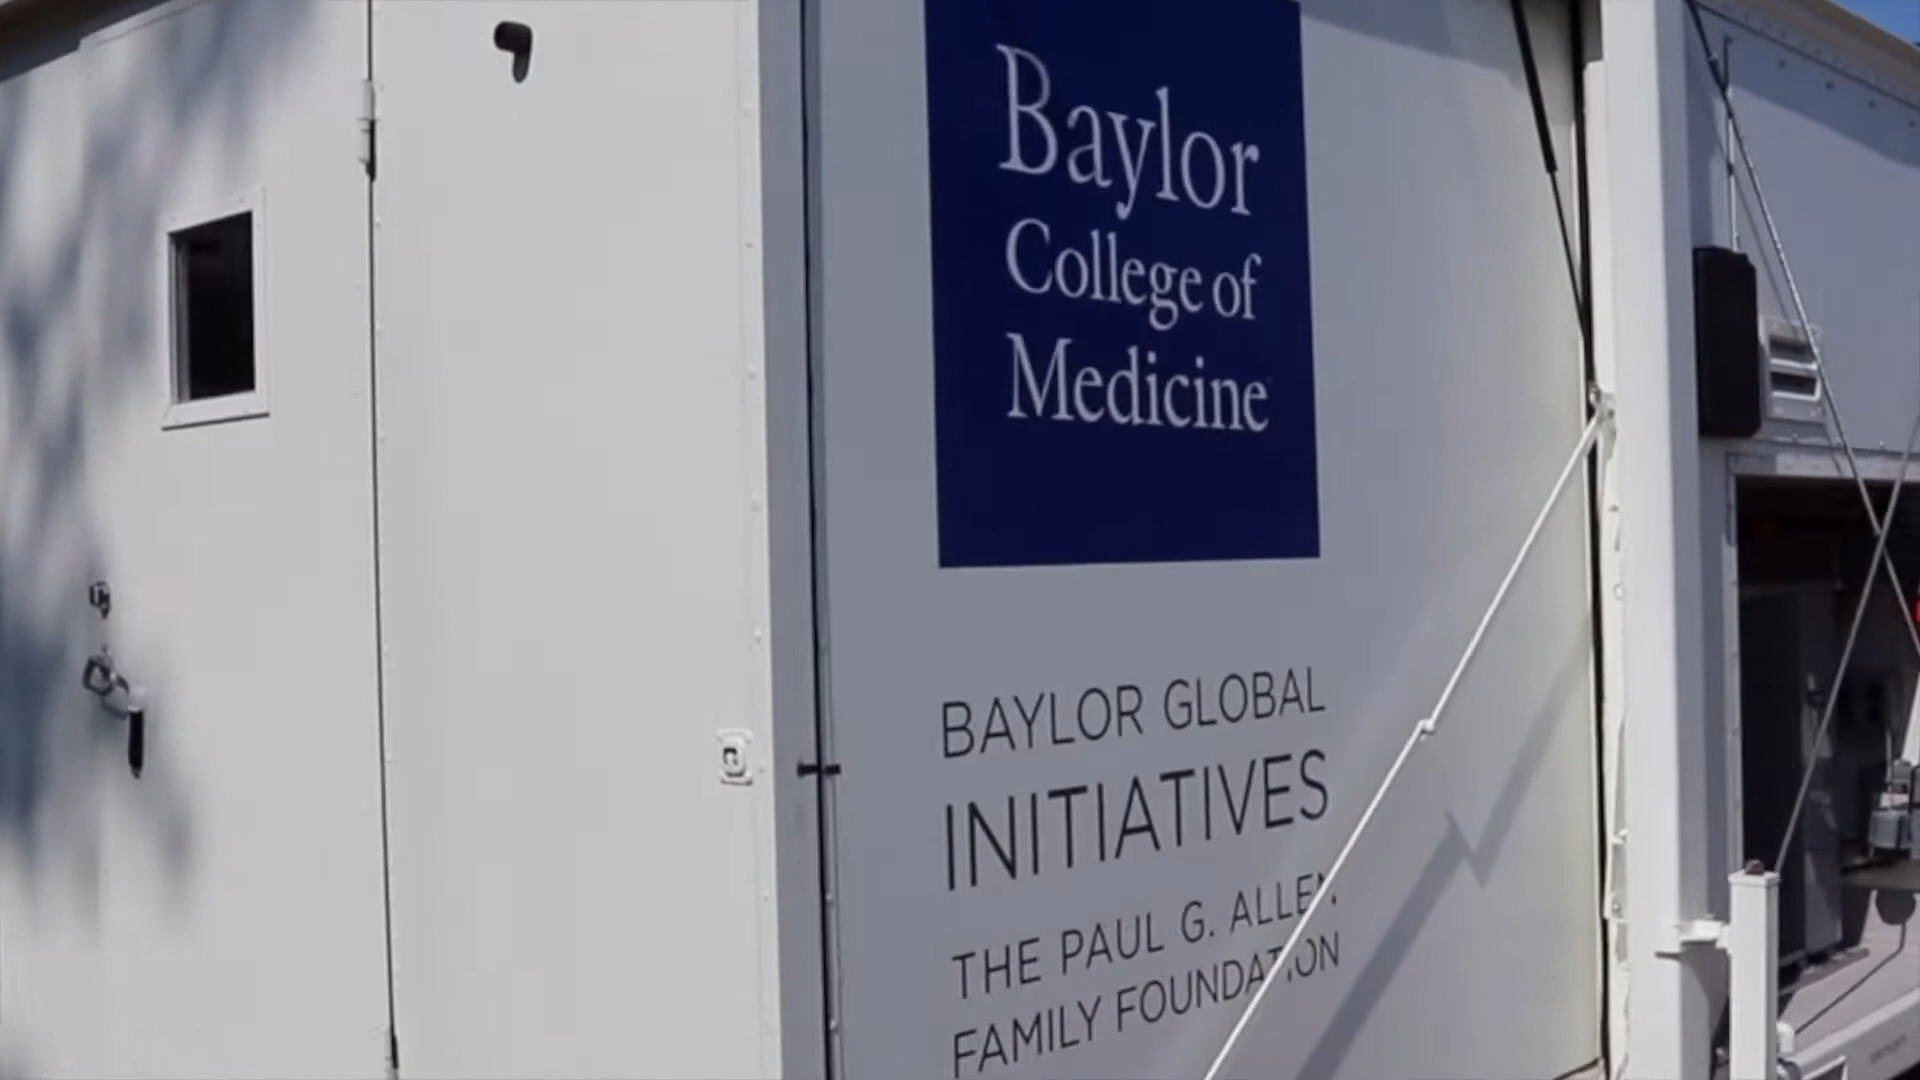 Baylor
College of
Medicine
BAYLOR GLOBAL
INITIATIVES
THE PAUL G. ALLEN
FAMILY FOUNDATION